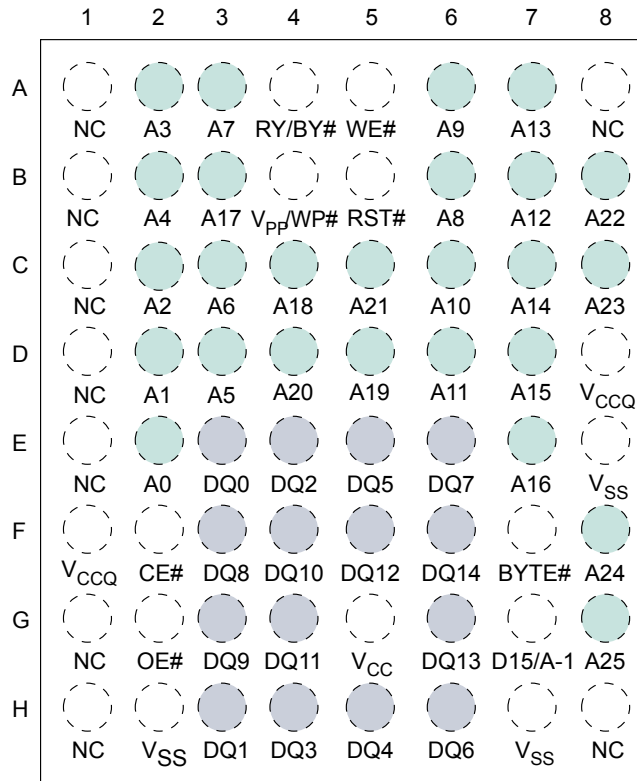 1 2 3 4 5 6 7 8
A
NC A3 A7 RY/BY# WE# A9 A13 NC
B
NC A4 A17 VPP/WP# RST# A8 A12 A22
C
NC A2 A6 A18 A21 A10 A14 A23
D
NC A1 A5 A20 A19 A11 A15 VCCQ
E
NC A0 DQ0 DQ2 DQ5 DQ7 A16 VSS
F
VCCQ CE# DQ8 DQ10 DQ12 DQ14 BYTE# A24
G
NC OE# DQ9 DQ11 VCC DQ13 D15/A-1 A25
H
NC VSS DQ1 DQ3 DQ4 DQ6 VSS NC